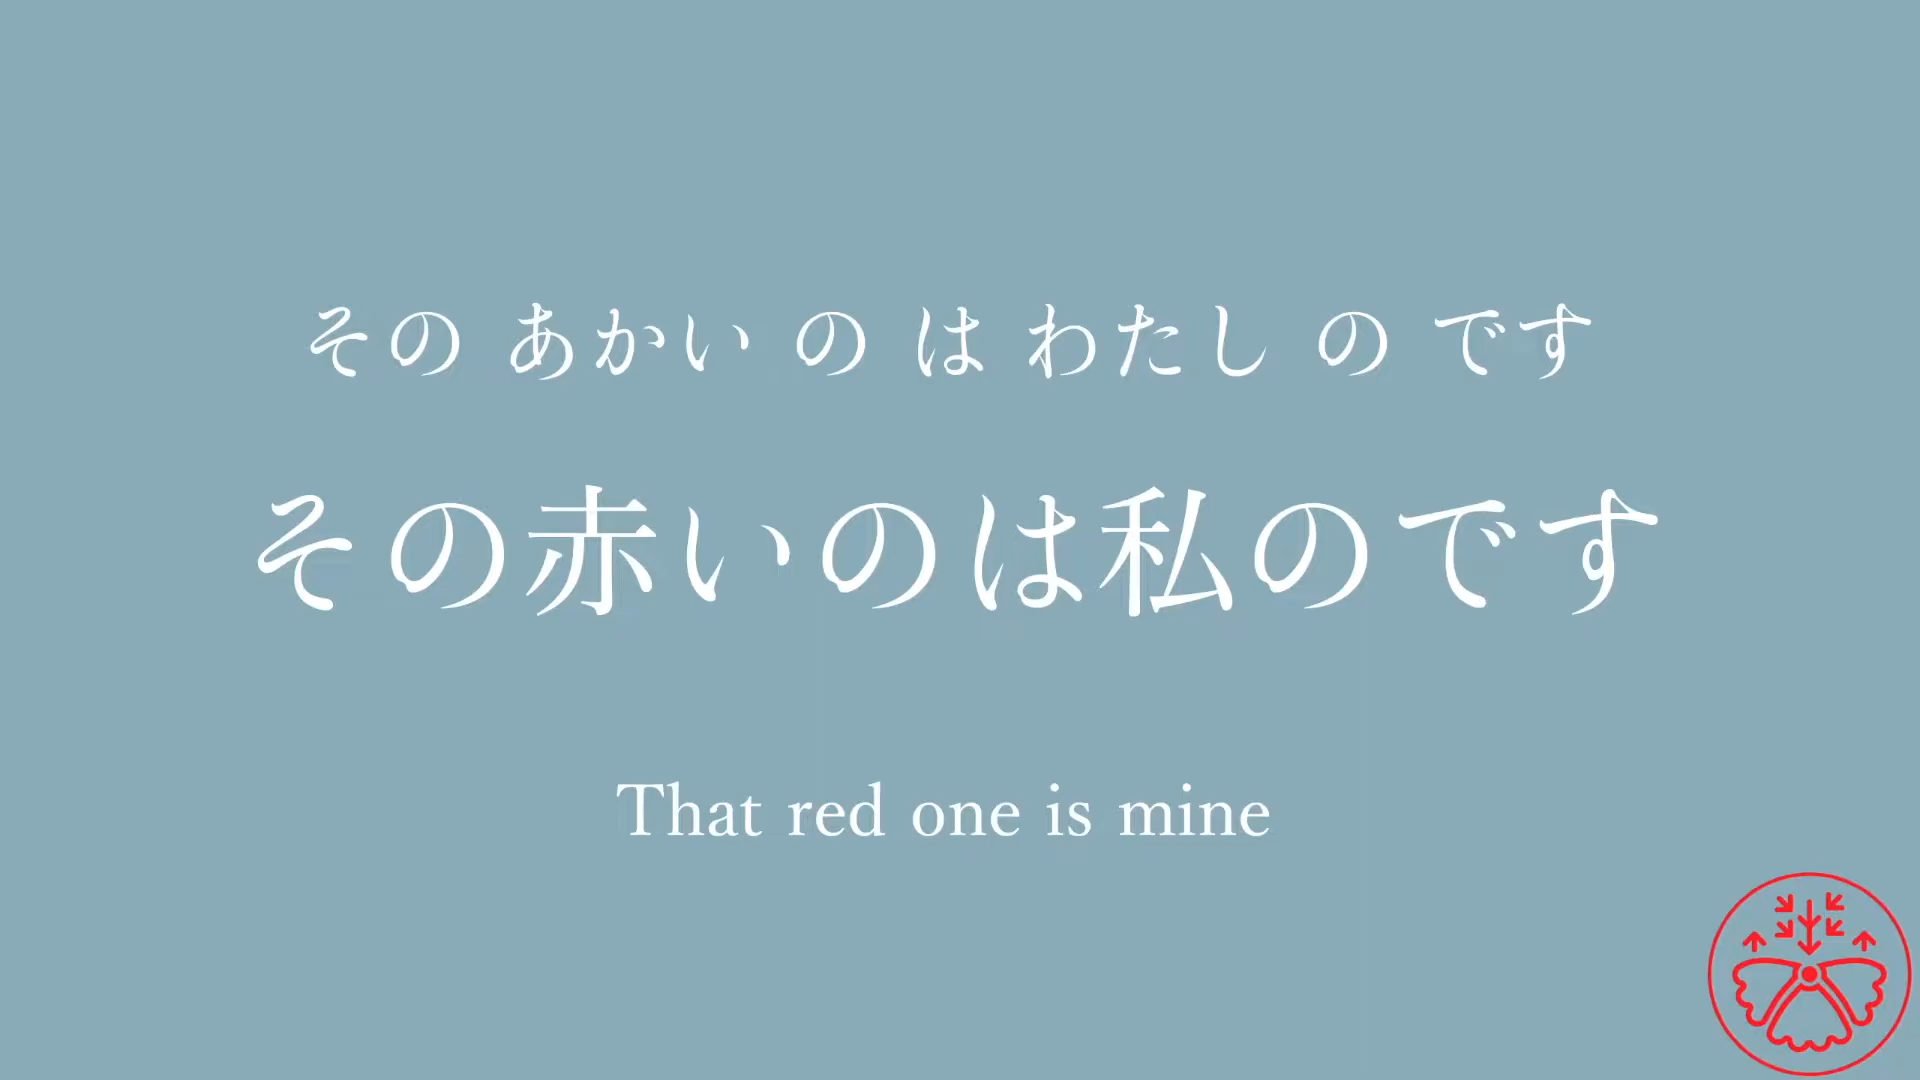 その あかい の は わたし の です
その赤いのは私のです
That red one is mine